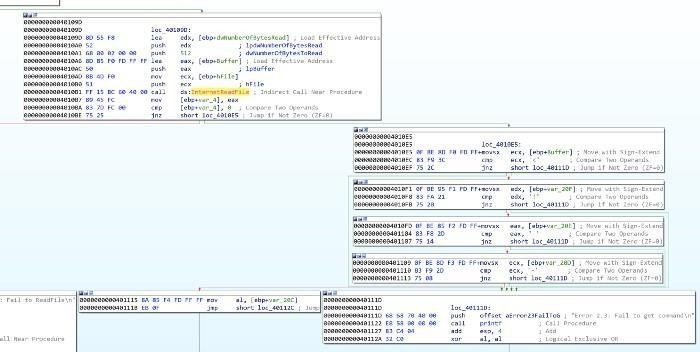 000000000040109D
000000000040109D                    loc_40109D:
000000000040109D 8D 55 F8           lea     edx, [ebp+dwNumberOfBytesRead] ; Load Effective Address
00000000004010A0 52                 push    edx             ; lpdwNumberOfBytesRead
00000000004010A1 68 00 02 00 00     push    512             ; dwNumberOfBytesToRead
00000000004010A6 8D 85 F0 FD FF FF  lea     eax, [ebp+Buffer] ; Load Effective Address
00000000004010AC 50                 push    eax             ; lpBuffer
00000000004010AD 8B 4D F0           mov     ecx, [ebp+hFile]
00000000004010B0 51                 push    ecx             ; hFile
00000000004010B1 FF 15 BC 60 40 00  call    ds:InternetReadFile ; Indirect Call Near Procedure
00000000004010B7 89 45 FC           mov     [ebp+var_4], eax
00000000004010BA 83 7D FC 00        cmp     [ebp+var_4], 0  ; Compare Two Operands
00000000004010BE 75 25              jnz     short loc_4010E5 ; Jump if Not Zero (ZF=0)
00000000004010E5
00000000004010E5                    loc_4010E5:
00000000004010E5 0F BE 8D F0 FD FF+movsx   ecx, [ebp+Buffer] ; Move with Sign-Extend
00000000004010EC 83 F9 3C           cmp     ecx, '<'        ; Compare Two Operands
00000000004010EF 75 2C              jnz     short loc_40111D ; Jump if Not Zero (ZF=0)
00000000004010F1 0F BE 95 F1 FD FF+movsx   edx, [ebp+var_20F] ; Move with Sign-Extend
00000000004010F8 83 FA 21           cmp     edx, '!'        ; Compare Two Operands
00000000004010FB 75 20              jnz     short loc_40111D ; Jump if Not Zero (ZF=0)
00000000004010FD 0F BE 85 F2 FD FF+movsx   eax, [ebp+var_20E] ; Move with Sign-Extend
0000000000401104 83 F8 2D           cmp     eax, '-'        ; Compare Two Operands
0000000000401107 75 14              jnz     short loc_40111D ; Jump if Not Zero (ZF=0)
0000000000401109 0F BE 8D F3 FD FF+movsx   ecx, [ebp+var_20D] ; Move with Sign-Extend
0000000000401110 83 F9 2D           cmp     ecx, '-'        ; Compare Two Operands
0000000000401113 75 08              jnz     short loc_40111D ; Jump if Not Zero (ZF=0)
: Fail to ReadFile\n"
all Near Procedure
0000000000401115 8A 85 F4 FD FF FF  mov     al, [ebp+var_20C]
000000000040111B EB 0F              jmp     short loc_40112C ; Jump
000000000040111D
000000000040111D                    loc_40111D:
000000000040111D 68 68 70 40 00     push    offset aError23FailToG ; "Error 2.3: Fail to get command\n"
0000000000401122 E8 58 00 00 00     call    printf          ; Call Procedure
0000000000401127 83 C4 04           add     esp, 4          ; Add
000000000040112A 32 C0              xor     al, al          ; Logical Exclusive OR